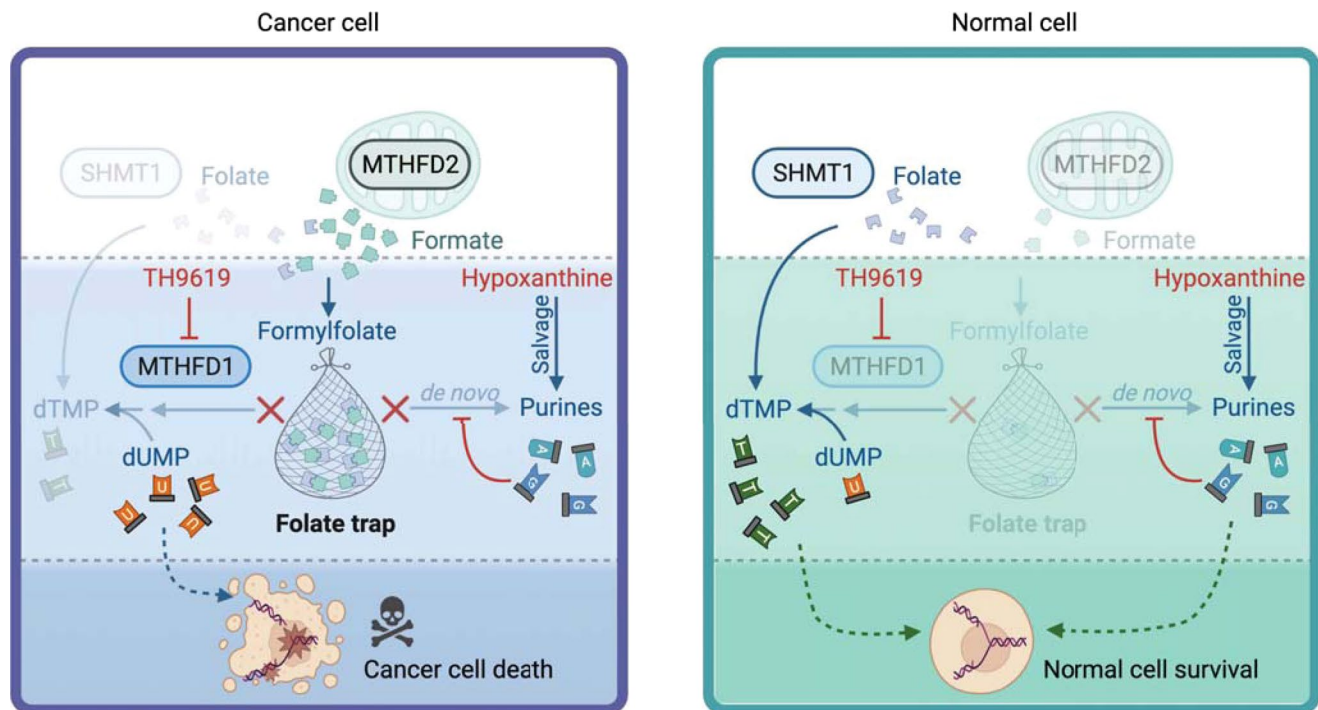 Cancer cell
SHMT1
Folate
MTHFD2
Formate
TH9619
Hypoxanthine
Formylfolate
Salvage
MTHFD1
dTMP
de novo
Purines
dUMP
T
T
U
U
U
U
U
A
A
G
G
Folate trap
Cancer cell death
Normal cell
SHMT1
Folate
MTHFD2
Formate
TH9619
Hypoxanthine
Formylfolate
Salvage
MTHFD1
dTMP
de novo
Purines
dUMP
T
T
T
T
U
A
A
G
G
Folate trap
Normal cell survival